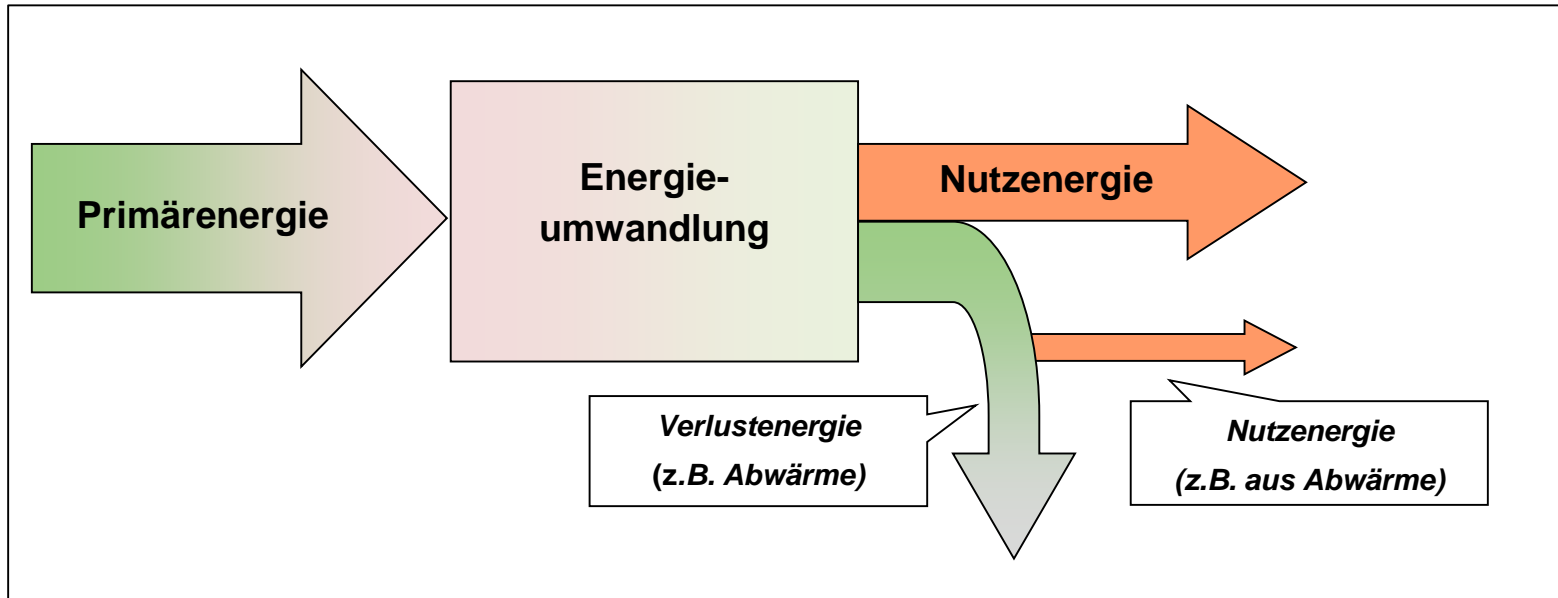 Primärenergie
Energie-
umwandlung
Nutzenergie
Verlustenergie
(z.B. Abwärme)
Nutzenergie
(z.B. aus Abwärme)